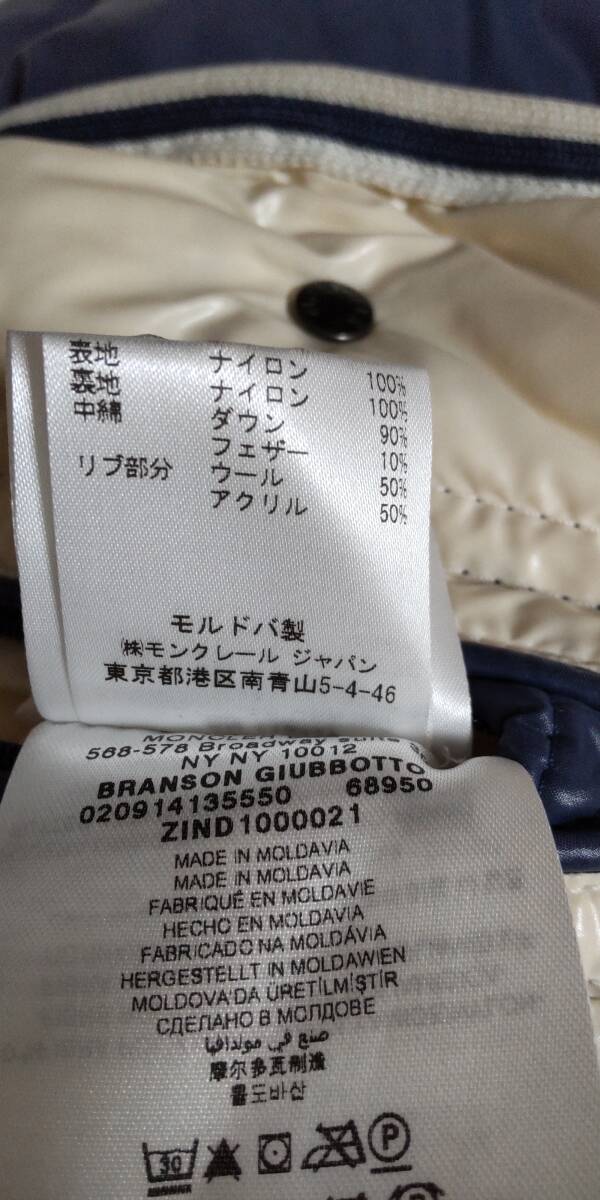 表地 ナイロン 100%
裏地 ナイロン 100%
中綿 ダウン 90%
フェザー 10%
リブ部分 ウール 50%
アクリル 50%
モルドバ製
㈱モンクレール ジャパン
東京都港区南青山5-4-46
568-578 Broadway suite
NY NY 10012
BRANSON GIUBBOTTO
020914135550 68950
ZIND1000021
MADE IN MOLDAVIA
MADE IN MOLDAVIA
FABRIQUÉ EN MOLDAVIE
HECHO EN MOLDAVIA
FABRICADO NA MOLDÁVIA
HERGESTELLT IN MOLDAWIEN
MOLDOVA'DA ÜRETİLMİŞTİR
СДЕЛАНО В МОЛДОВЕ
صنع في مولدافيا
摩尔多瓦制造
몰도바산
30
P